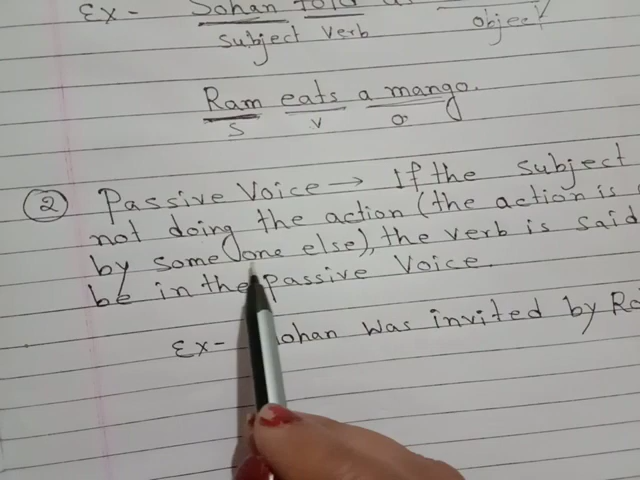 Ex- Sohan told
subject verb object
Ram eats a mango.
S V O
② Passive Voice → If the subject
not doing the action (the action is
by some one else), the verb is said
be in the passive Voice.
Ex- Sohan was invited by